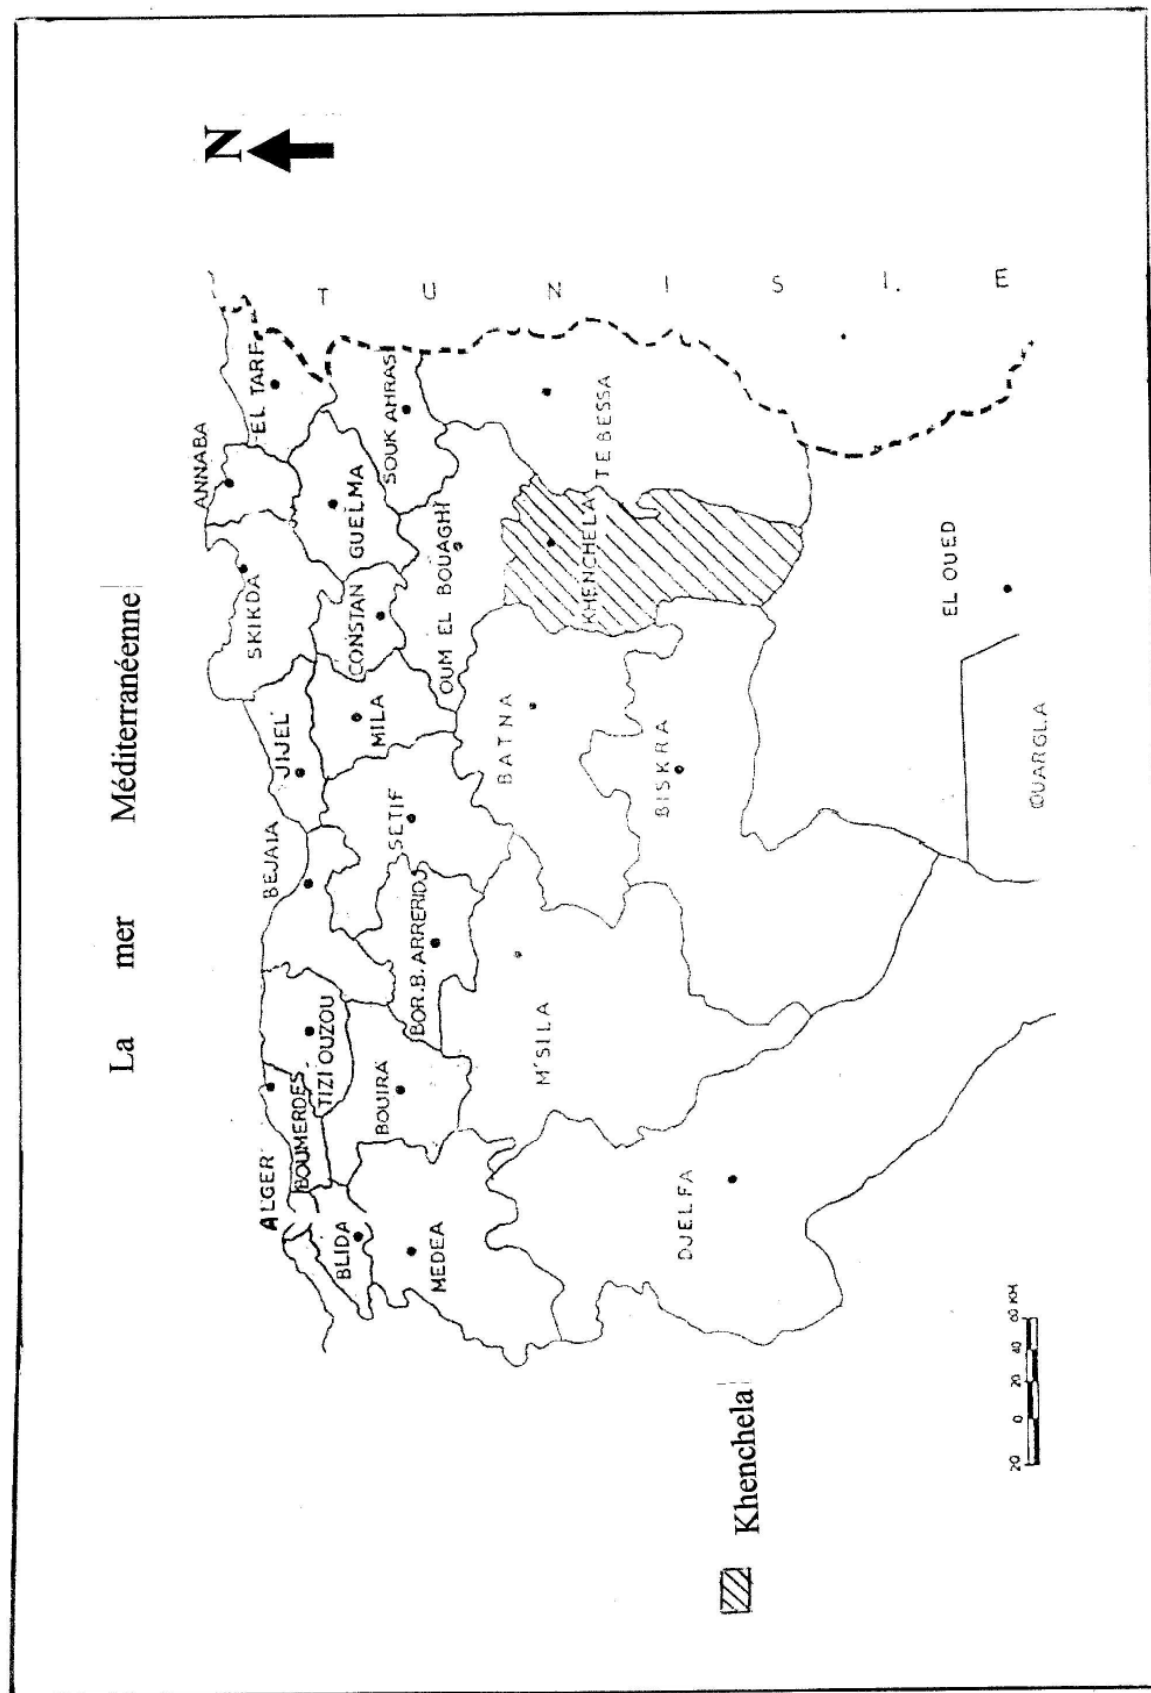 La mer Méditerranéenne
N
ANNABA
EL TARF
SKIKDA
JIJEL
BEJAIA
ALGER
BOUMERDES
TIZI OUZOU
GUELMA
SOUK AHRAS
CONSTAN
MILA
SETIF
BOR.B.ARRERIDJ
BOUIRA
BLIDA
MEDEA
OUM EL BOUAGHI
KHENCHELA
TEBESSA
BATNA
BISKRA
M'SILA
DJELFA
EL OUED
OUARGLA
T U N I S I. E
Khenchela
20 0 20 40 60 KM